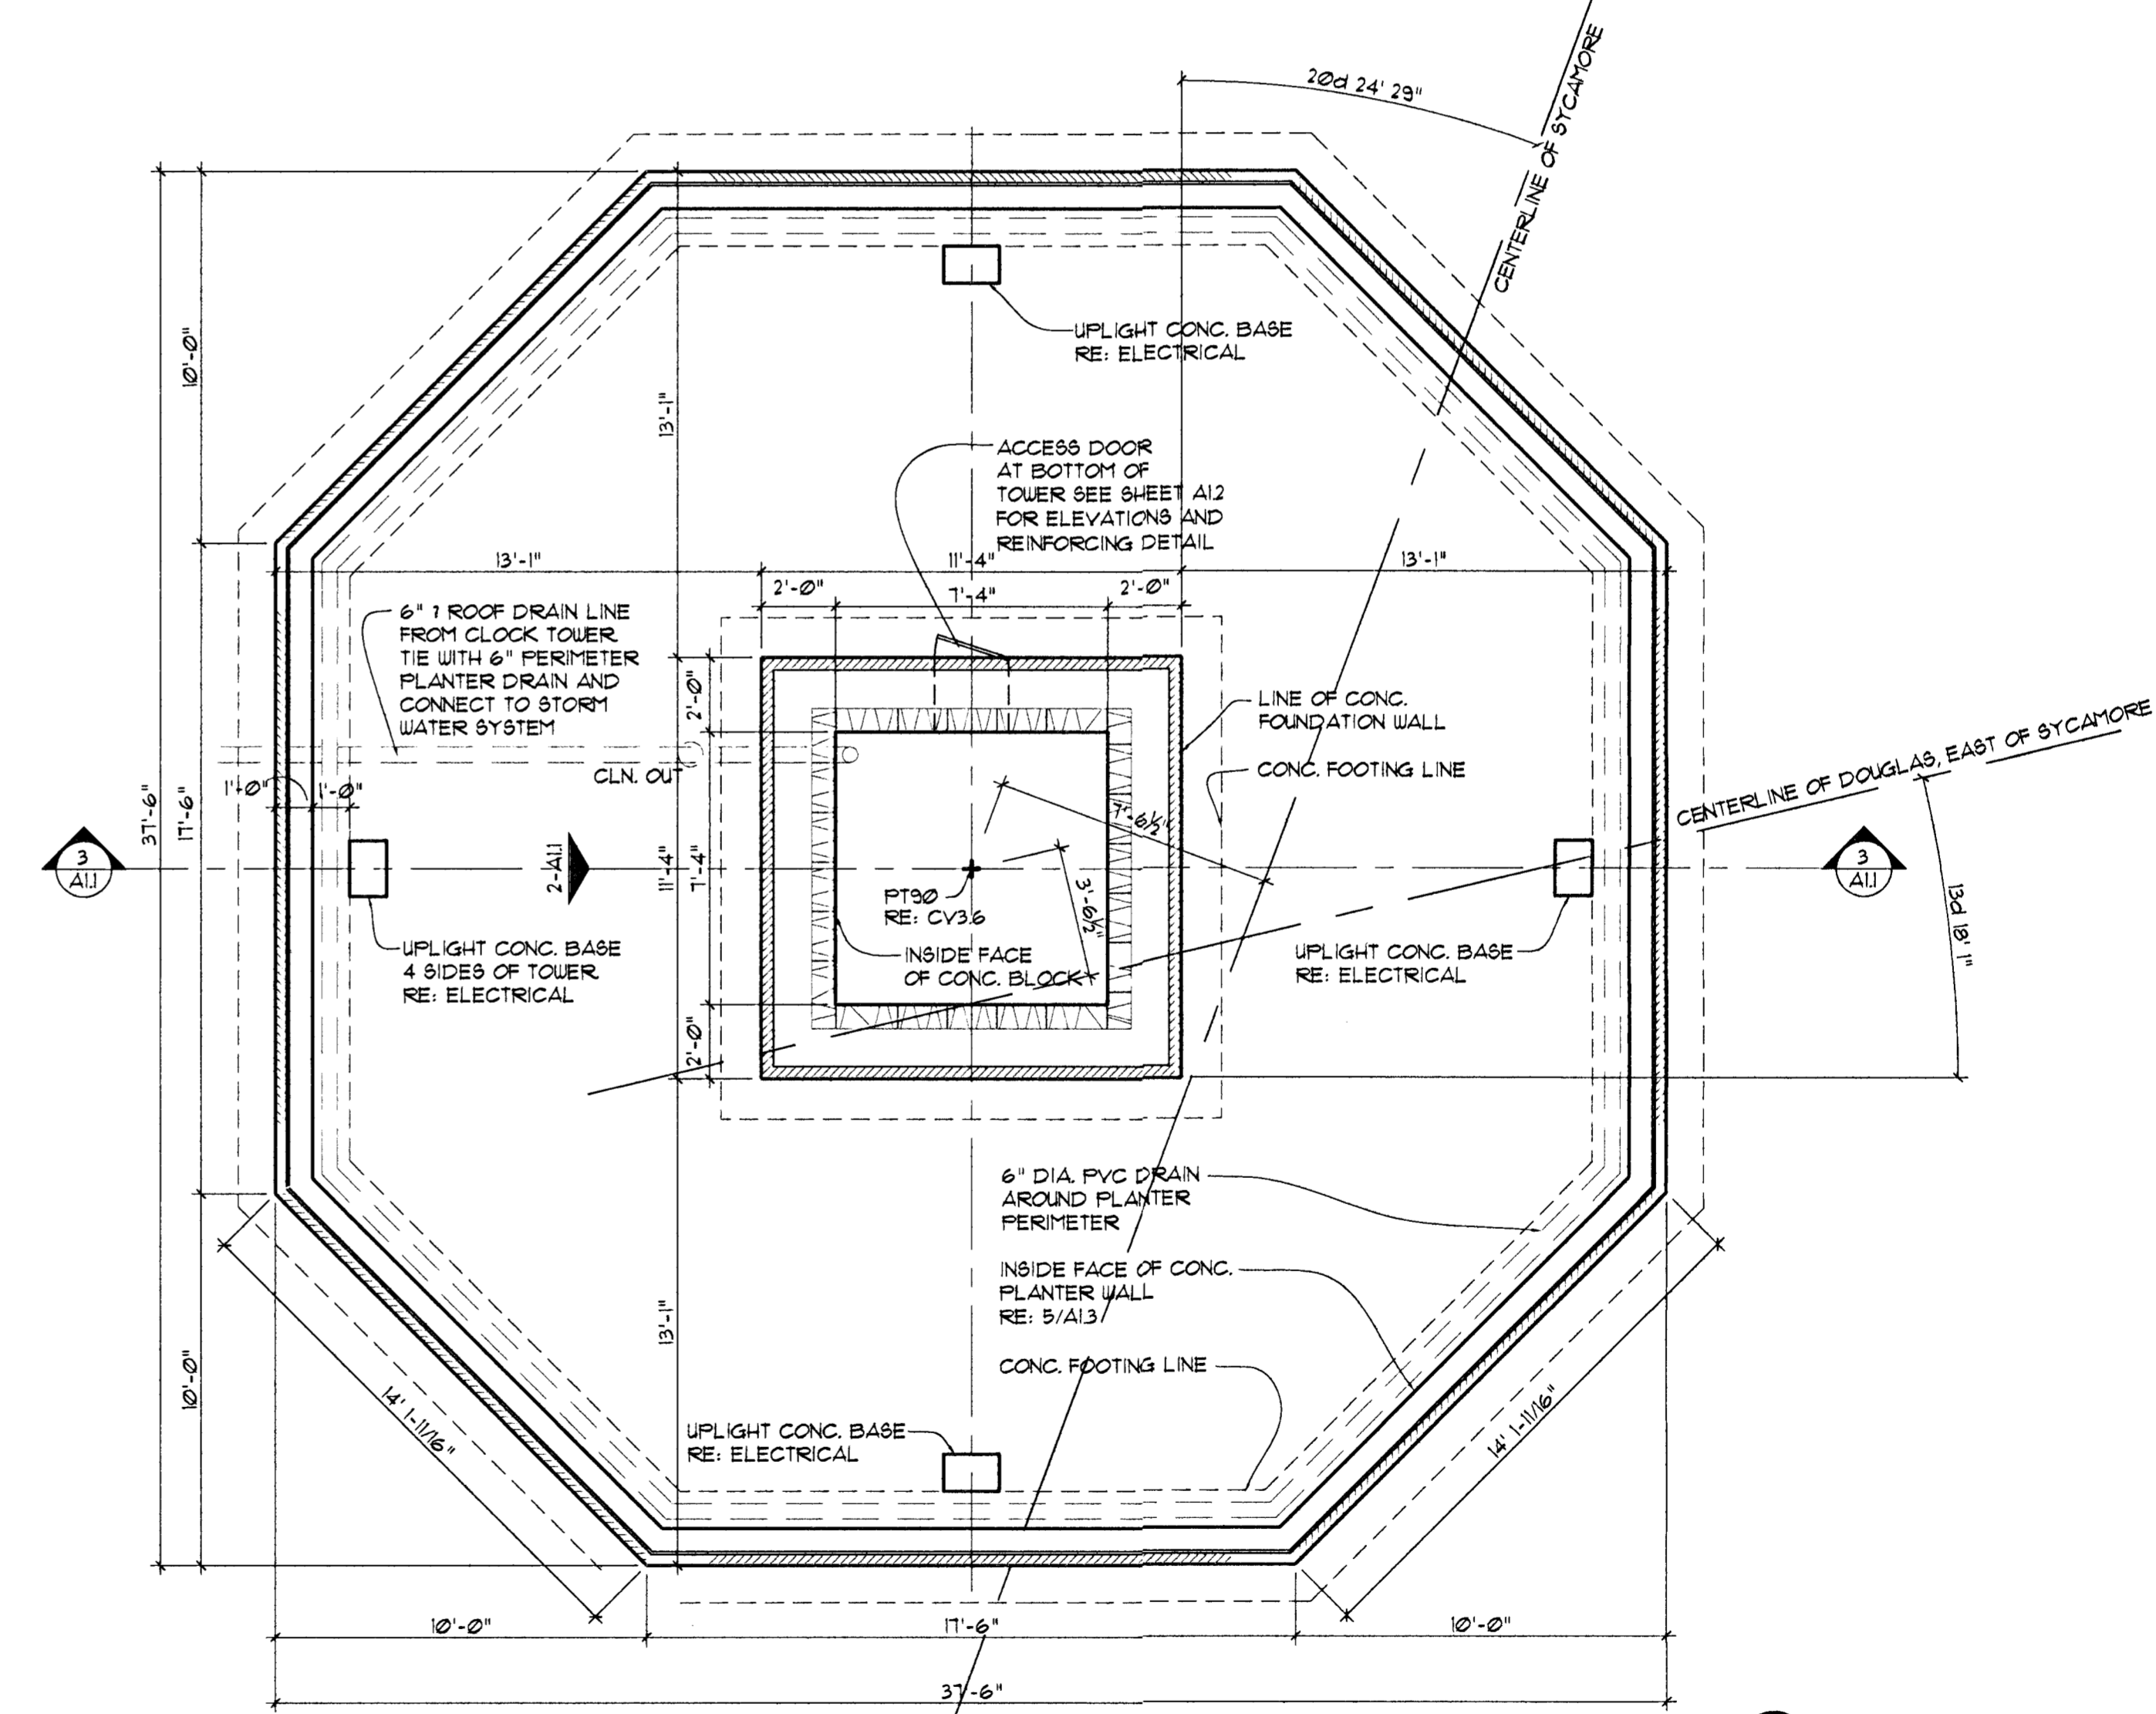 20d 24' 29"
CENTERLINE OF SYCAMORE
10'-0"
UPLIGHT CONC. BASE
RE: ELECTRICAL
13'-1"
ACCESS DOOR
AT BOTTOM OF
TOWER SEE SHEET A1.2
FOR ELEVATIONS AND
REINFORCING DETAIL
13'-1"
11'-4"
13'-1"
2'-0"
7'-4"
2'-0"
6" ? ROOF DRAIN LINE
FROM CLOCK TOWER
TIE WITH 6" PERIMETER
PLANTER DRAIN AND
CONNECT TO STORM
WATER SYSTEM
2'-0"
LINE OF CONC.
FOUNDATION WALL
CONC. FOOTING LINE
CLN. OUT
1'-0"
1'-0"
CENTERLINE OF DOUGLAS, EAST OF SYCAMORE
37'-6"
17'-6"
7'-6 1/2"
3
A1.1
2-A1.1
11'-4"
7'-4"
PT90
RE: CV3.6
3'-6 1/2"
3
A1.1
13d 18' 1"
UPLIGHT CONC. BASE
4 SIDES OF TOWER
RE: ELECTRICAL
INSIDE FACE
OF CONC. BLOCK
UPLIGHT CONC. BASE
RE: ELECTRICAL
2'-0"
6" DIA. PVC DRAIN
AROUND PLANTER
PERIMETER
INSIDE FACE OF CONC.
PLANTER WALL
RE: 5/A1.3
13'-1"
CONC. FOOTING LINE
10'-0"
14' 1-11/16"
UPLIGHT CONC. BASE
RE: ELECTRICAL
14' 1-11/16"
10'-0"
17'-6"
10'-0"
37'-6"